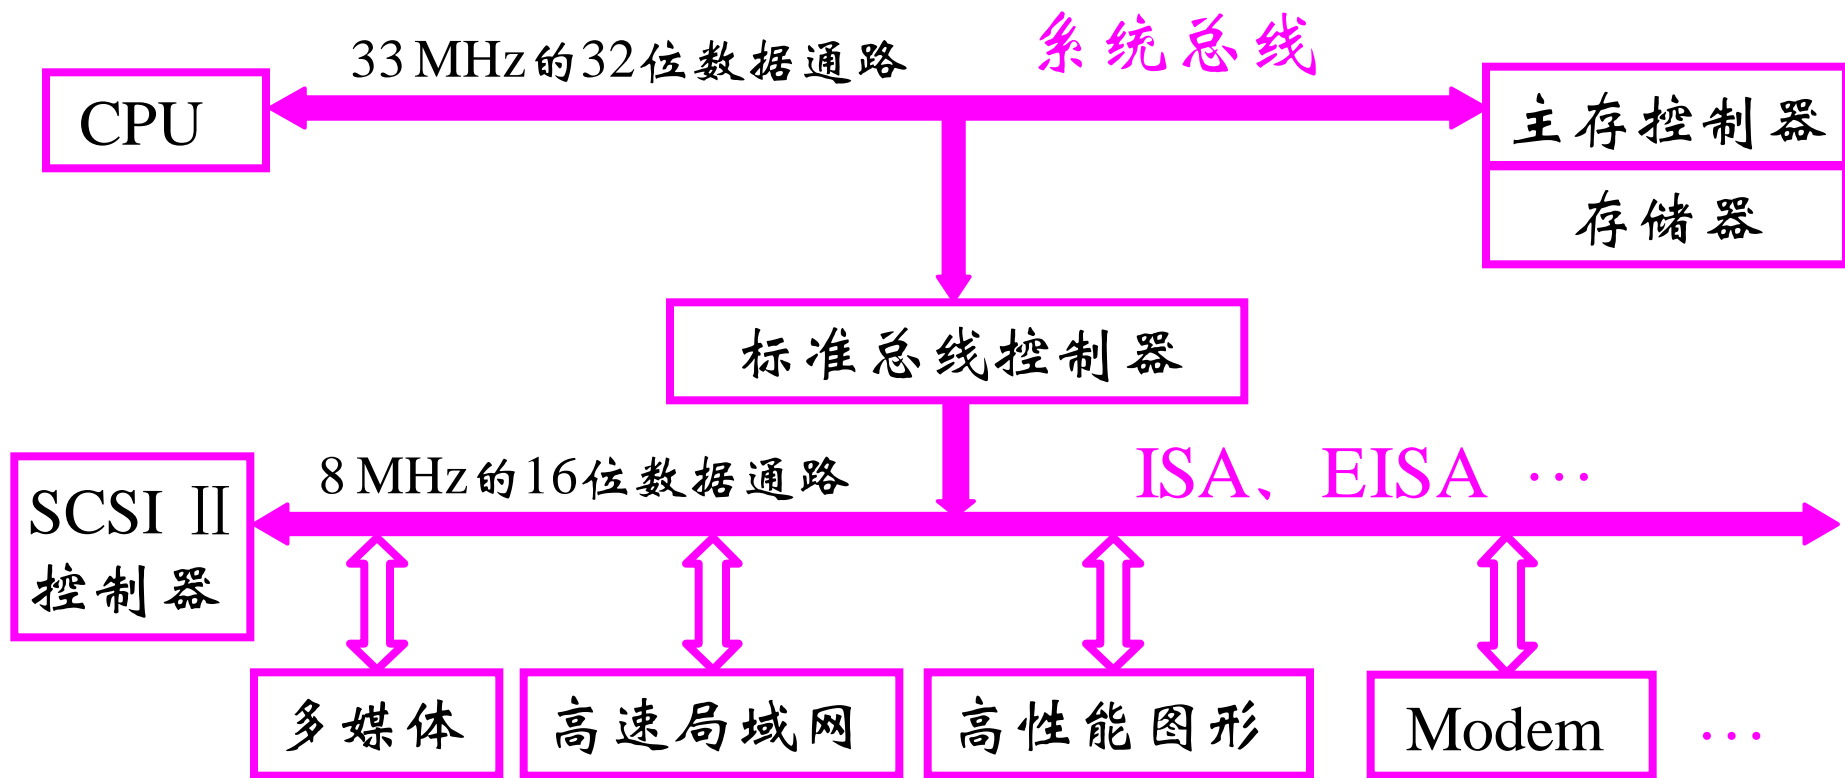 33 MHz的32位数据通路
系统总线
CPU
主存控制器
存储器
标准总线控制器
8 MHz的16位数据通路
ISA、EISA …
SCSI Ⅱ
控制器
多媒体
高速局域网
高性能图形
Modem
…